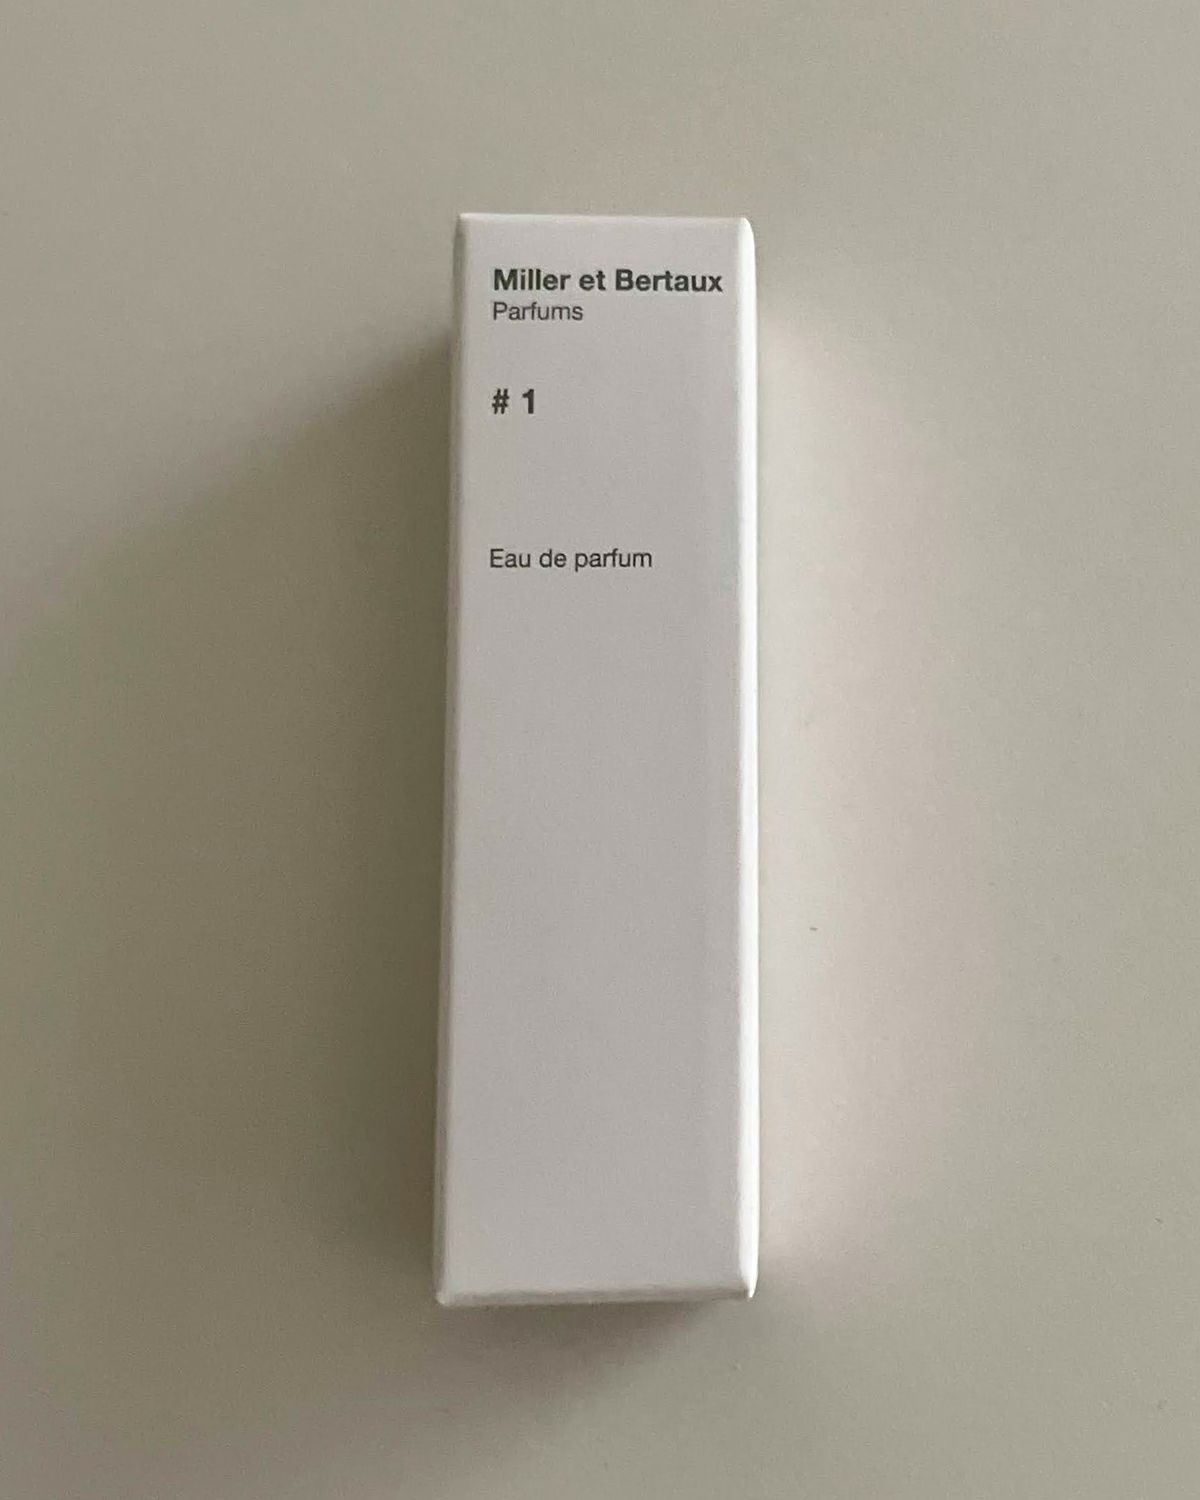 Miller et Bertaux
Parfums
# 1
Eau de parfum